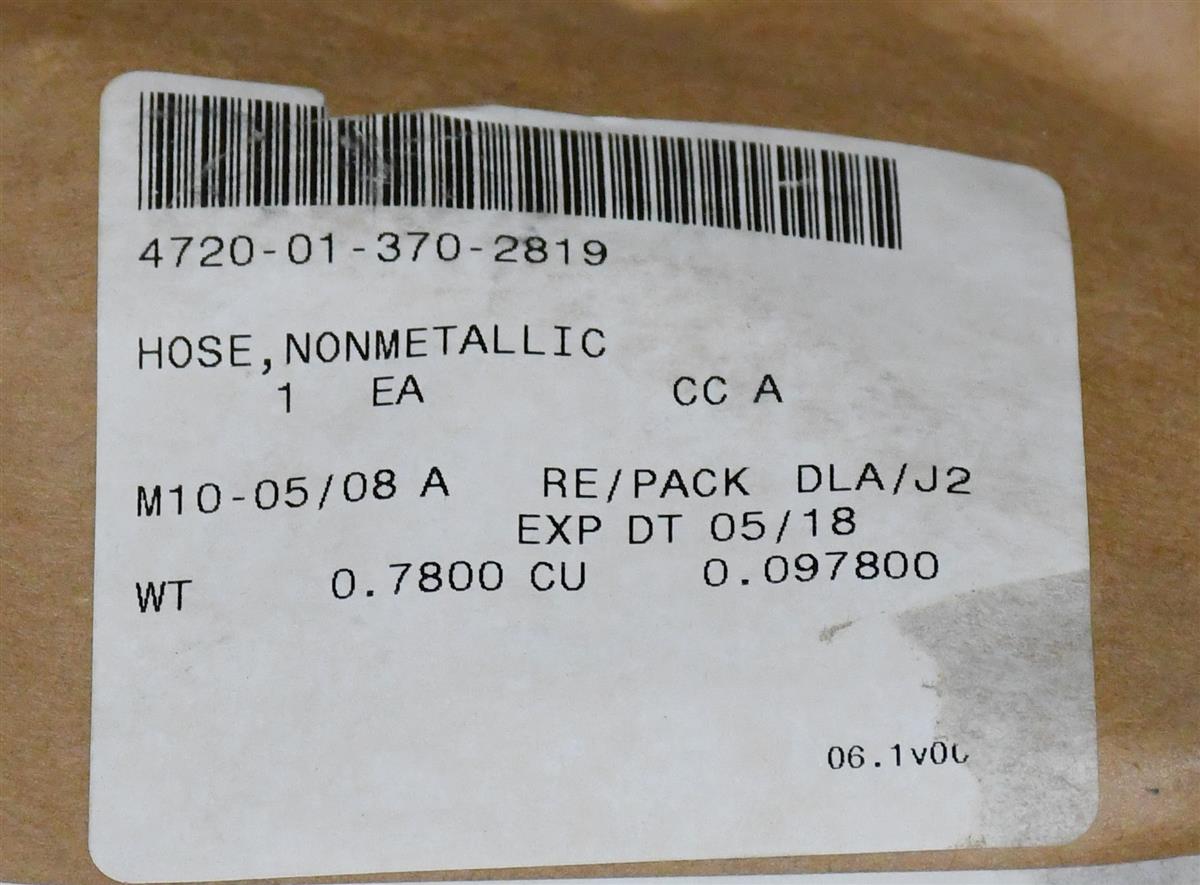 4720-01-370-2819
HOSE,NONMETALLIC
1 EA CC A
M10-05/08 A RE/PACK DLA/J2
EXP DT 05/18
WT 0.7800 CU 0.097800